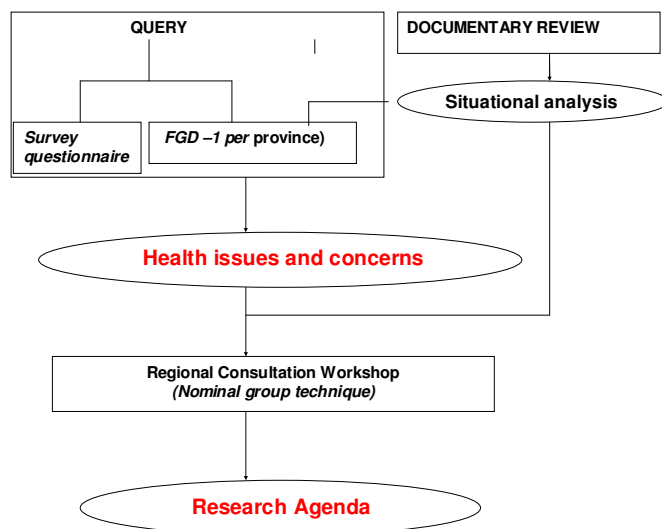 QUERY
DOCUMENTARY REVIEW
Situational analysis
Survey
questionnaire
FGD –1 per province)
Health issues and concerns
Regional Consultation Workshop
(Nominal group technique)
Research Agenda